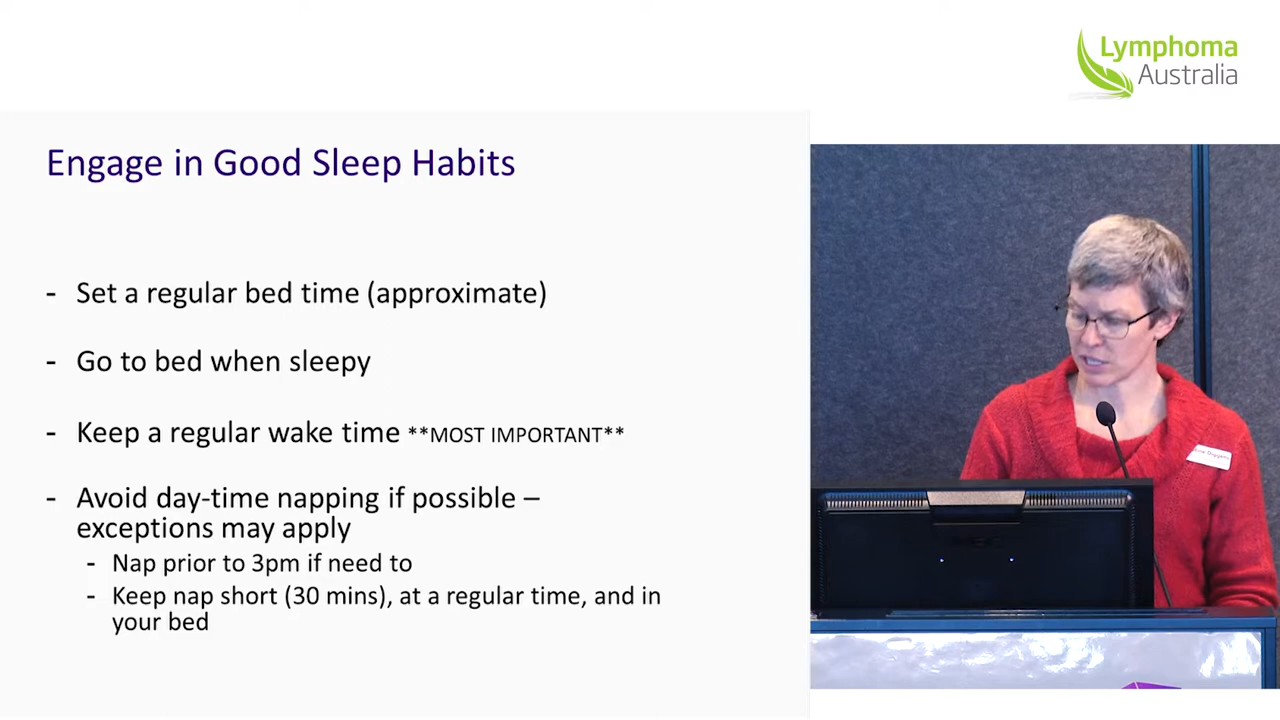 Lymphoma
Australia
Engage in Good Sleep Habits
- Set a regular bed time (approximate)
- Go to bed when sleepy
- Keep a regular wake time **MOST IMPORTANT**
- Avoid day-time napping if possible –
exceptions may apply
- Nap prior to 3pm if need to
- Keep nap short (30 mins), at a regular time, and in
your bed
NEC